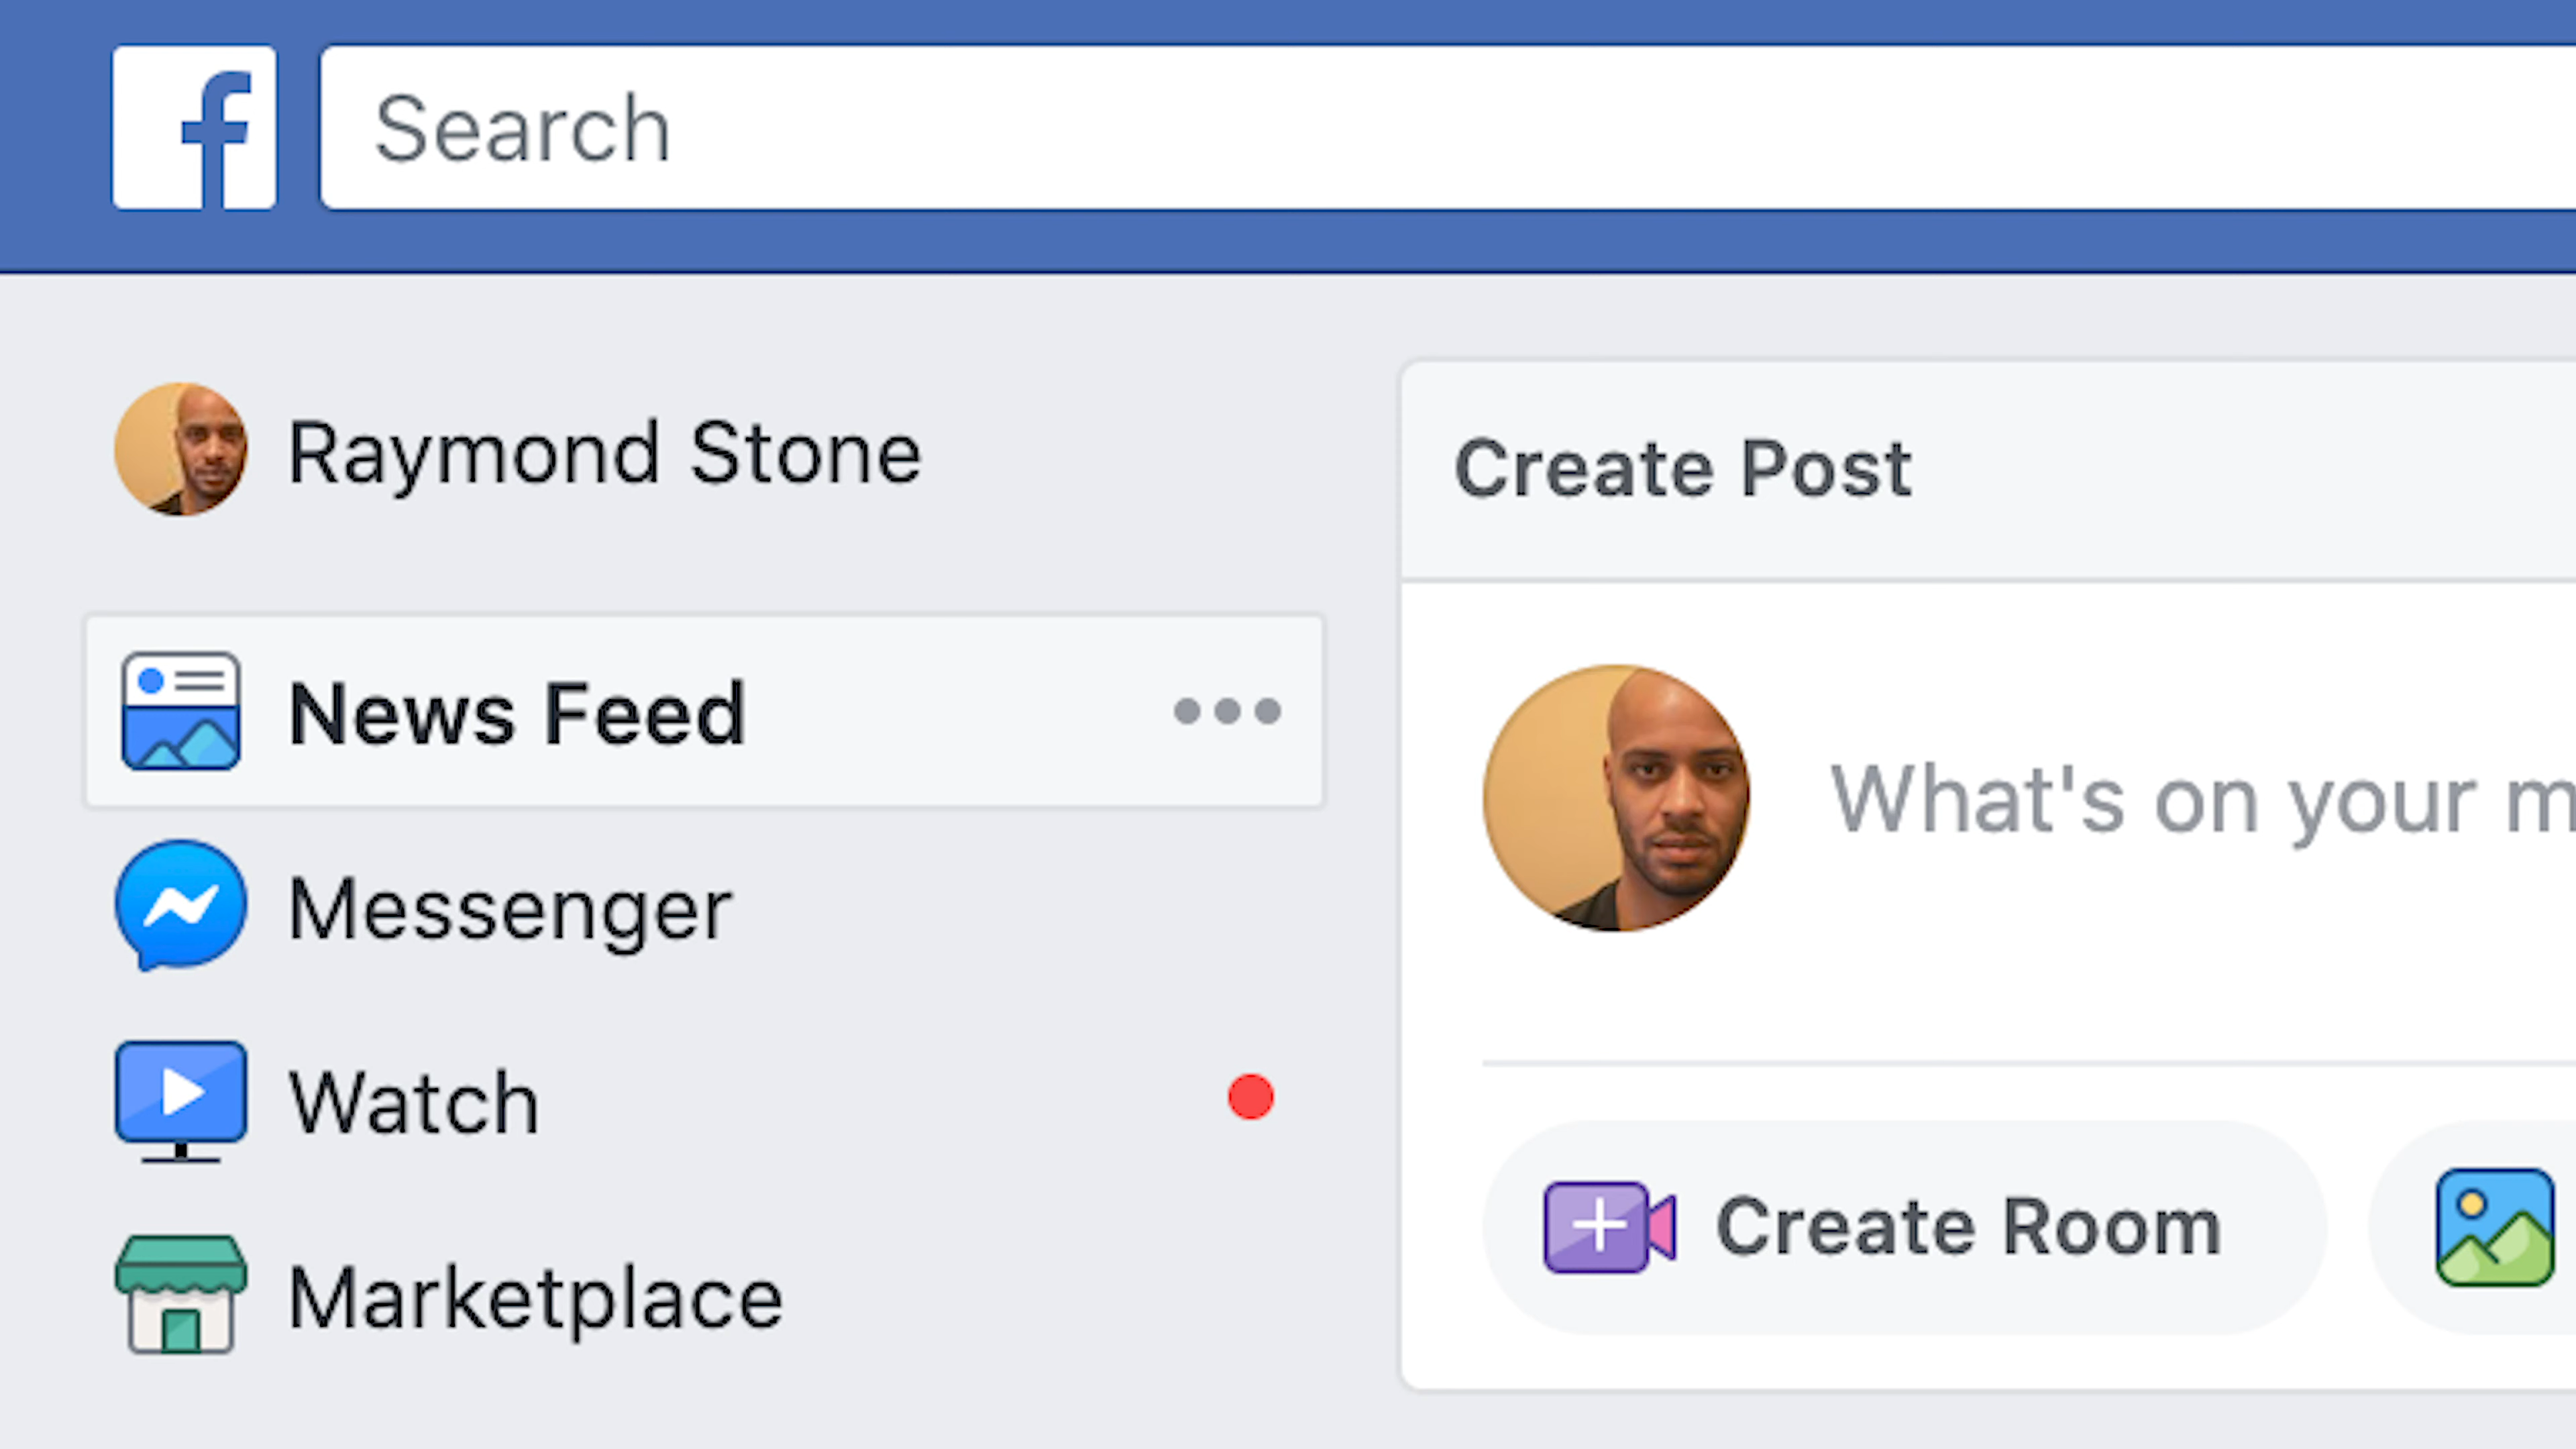 Search
Raymond Stone
News Feed
Messenger
Watch
Marketplace
Create Post
What's on your m
Create Room